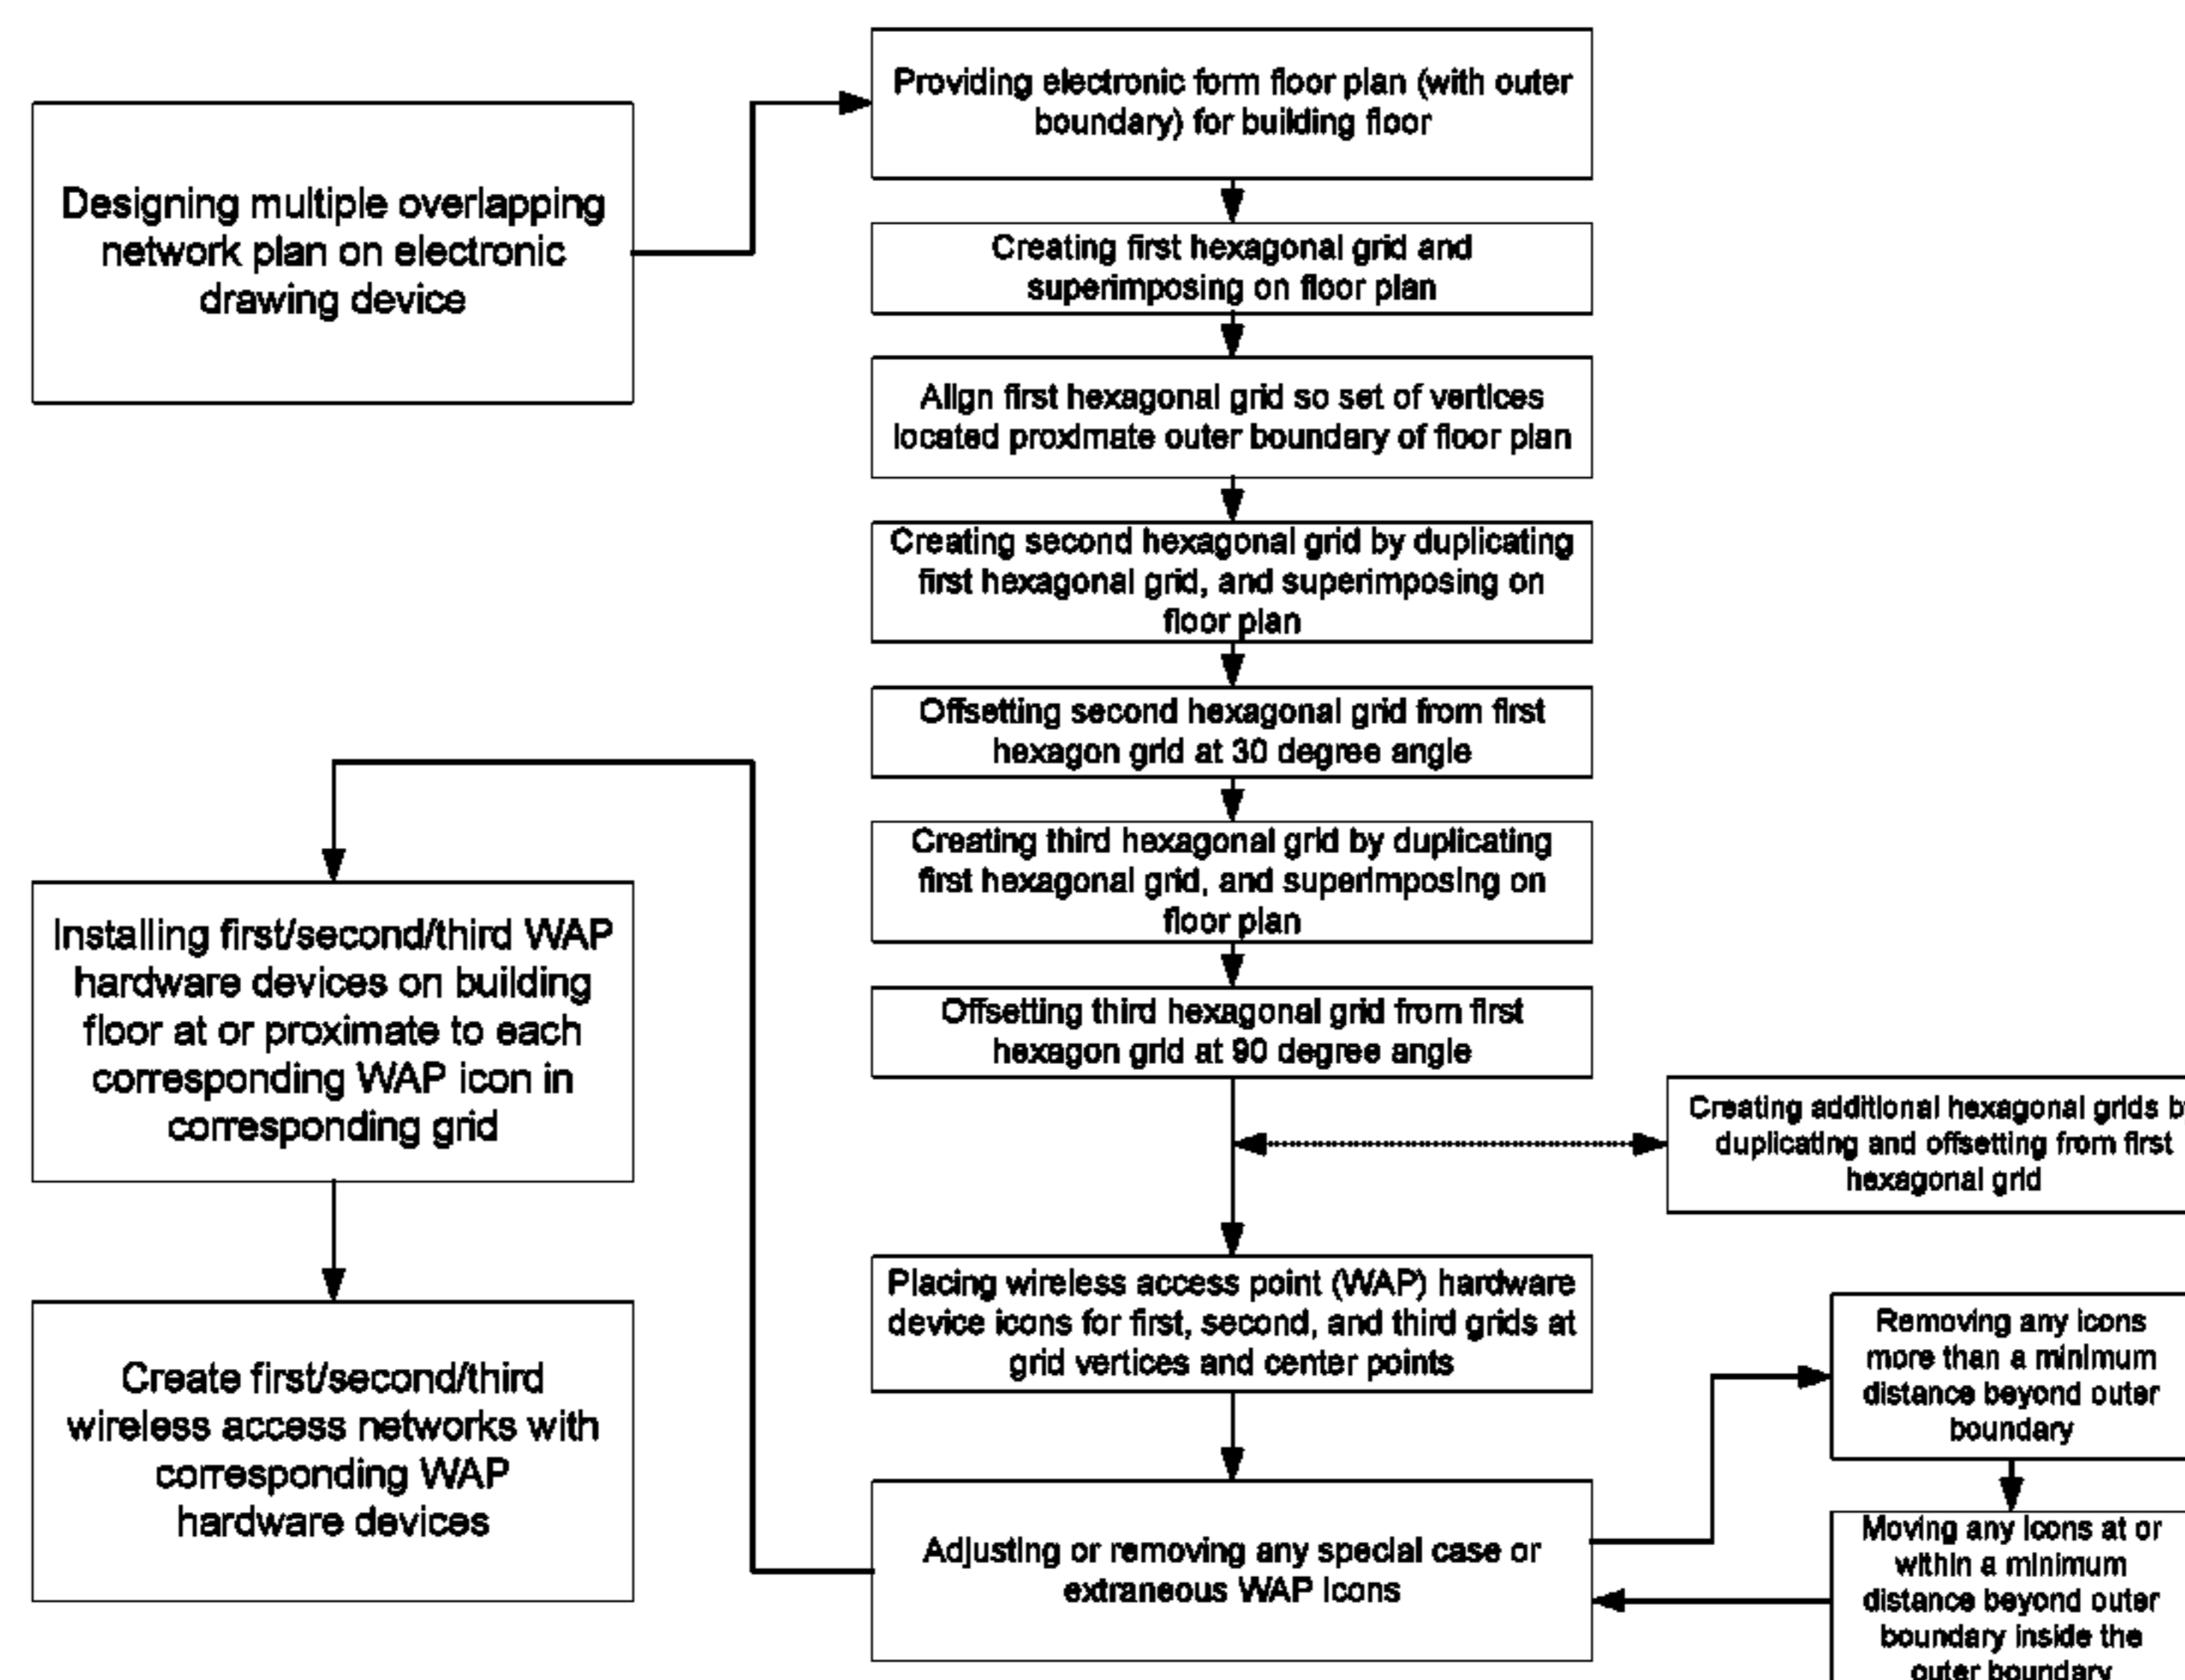 Designing multiple overlapping
network plan on electronic
drawing device
Providing electronic form floor plan (with outer
boundary) for building floor
Creating first hexagonal grid and
superimposing on floor plan
Align first hexagonal grid so set of vertices
located proximate outer boundary of floor plan
Creating second hexagonal grid by duplicating
first hexagonal grid, and superimposing on
floor plan
Offsetting second hexagonal grid from first
hexagon grid at 30 degree angle
Creating third hexagonal grid by duplicating
first hexagonal grid, and superimposing on
floor plan
Offsetting third hexagonal grid from first
hexagon grid at 90 degree angle
Creating additional hexagonal grids
duplicating and offsetting from first
hexagonal grid
Placing wireless access point (WAP) hardware
device icons for first, second, and third grids at
grid vertices and center points
Adjusting or removing any special case or
extraneous WAP icons
Removing any icons
more than a minimum
distance beyond outer
boundary
Moving any icons at or
within a minimum
distance beyond outer
boundary inside the
outer boundary
Installing first/second/third WAP
hardware devices on building
floor at or proximate to each
corresponding WAP icon in
corresponding grid
Create first/second/third
wireless access networks with
corresponding WAP
hardware devices